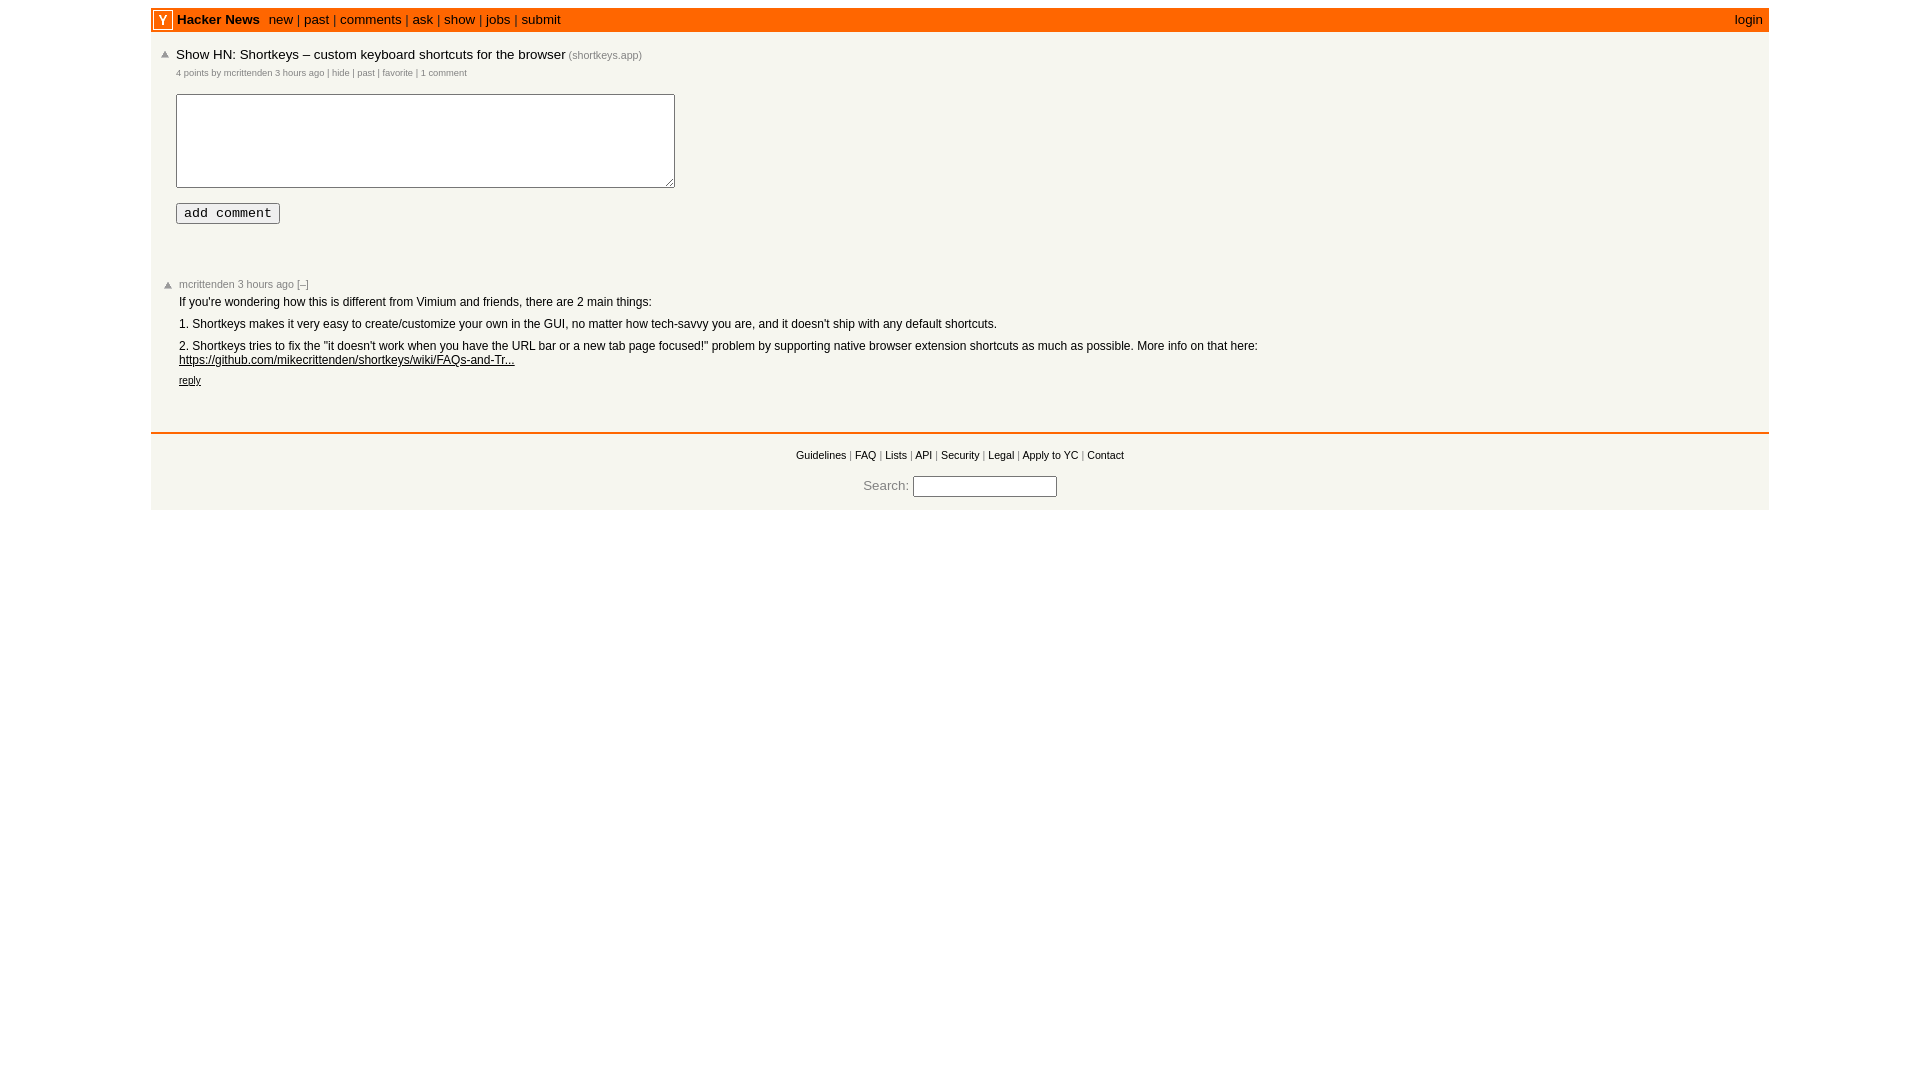 Y Hacker News new | past | comments | ask | show | jobs | submit login
Show HN: Shortkeys – custom keyboard shortcuts for the browser (shortkeys.app)
4 points by mcrittenden 3 hours ago | hide | past | favorite | 1 comment
add comment
mcrittenden 3 hours ago [–]
If you're wondering how this is different from Vimium and friends, there are 2 main things:
1. Shortkeys makes it very easy to create/customize your own in the GUI, no matter how tech-savvy you are, and it doesn't ship with any default shortcuts.
2. Shortkeys tries to fix the "it doesn't work when you have the URL bar or a new tab page focused!" problem by supporting native browser extension shortcuts as much as possible. More info on that here:
https://github.com/mikecrittenden/shortkeys/wiki/FAQs-and-Tr...
reply
Guidelines | FAQ | Lists | API | Security | Legal | Apply to YC | Contact
Search: